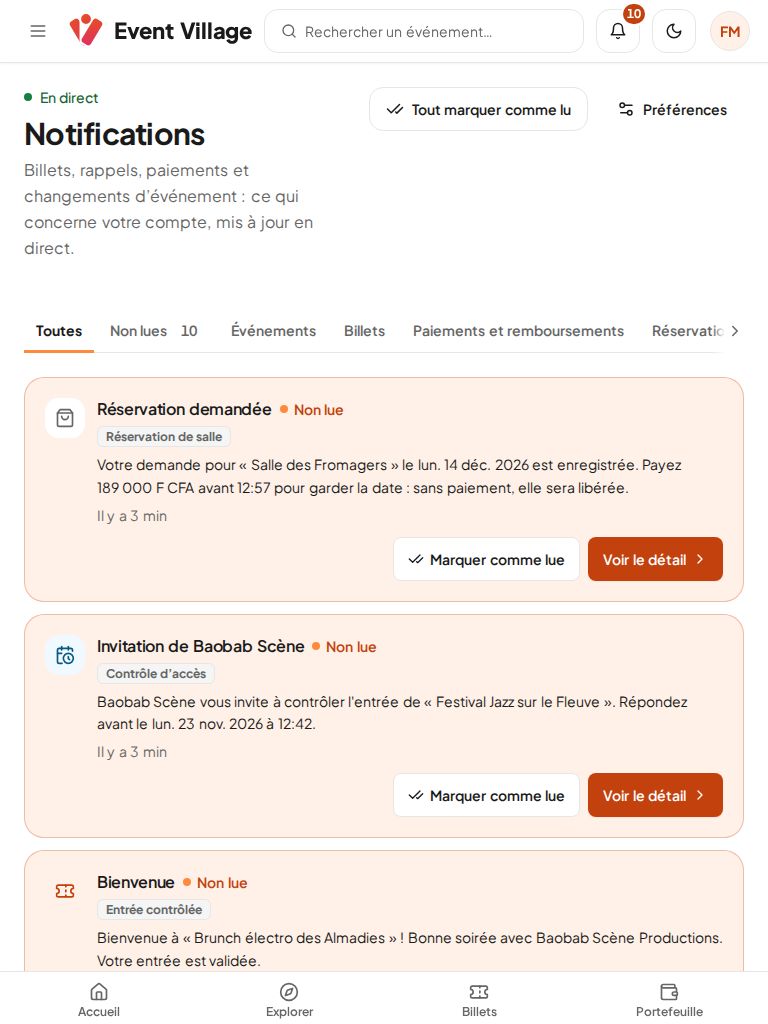 Event Village
Rechercher un événement…
10
FM
En direct
Notifications
Billets, rappels, paiements et
changements d’événement : ce qui
concerne votre compte, mis à jour en
direct.
Tout marquer comme lu
Préférences
Toutes
Non lues 10
Événements
Billets
Paiements et remboursements
Réservatio
Réservation demandée
Non lue
Réservation de salle
Votre demande pour « Salle des Fromagers » le lun. 14 déc. 2026 est enregistrée. Payez
189 000 F CFA avant 12:57 pour garder la date : sans paiement, elle sera libérée.
Il y a 3 min
Marquer comme lue
Voir le détail
Invitation de Baobab Scène
Non lue
Contrôle d’accès
Baobab Scène vous invite à contrôler l'entrée de « Festival Jazz sur le Fleuve ». Répondez
avant le lun. 23 nov. 2026 à 12:42.
Il y a 3 min
Marquer comme lue
Voir le détail
Bienvenue
Non lue
Entrée contrôlée
Bienvenue à « Brunch électro des Almadies » ! Bonne soirée avec Baobab Scène Productions.
Votre entrée est validée.
Accueil
Explorer
Billets
Portefeuille